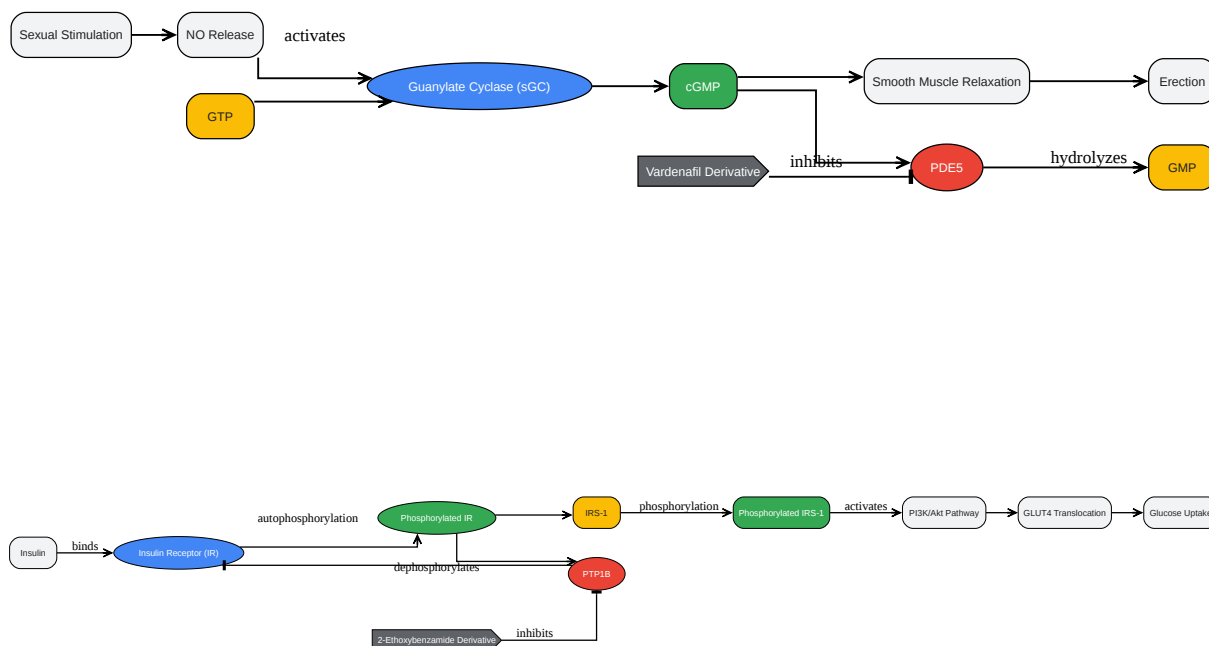 Sexual Stimulation
NO Release
activates
Guanylate Cyclase (sGC)
GTP
cGMP
Smooth Muscle Relaxation
Erection
Vardenafil Derivative
inhibits
PDE5
hydrolyzes
GMP
Insulin
binds
Insulin Receptor (IR)
autophosphorylation
Phosphorylated IR
IRS-1
phosphorylation
Phosphorylated IRS-1
activates
PI3K/Akt Pathway
GLUT4 Translocation
Glucose Uptake
dephosphorylates
PTP1B
2-Ethoxybenzamide Derivative
inhibits